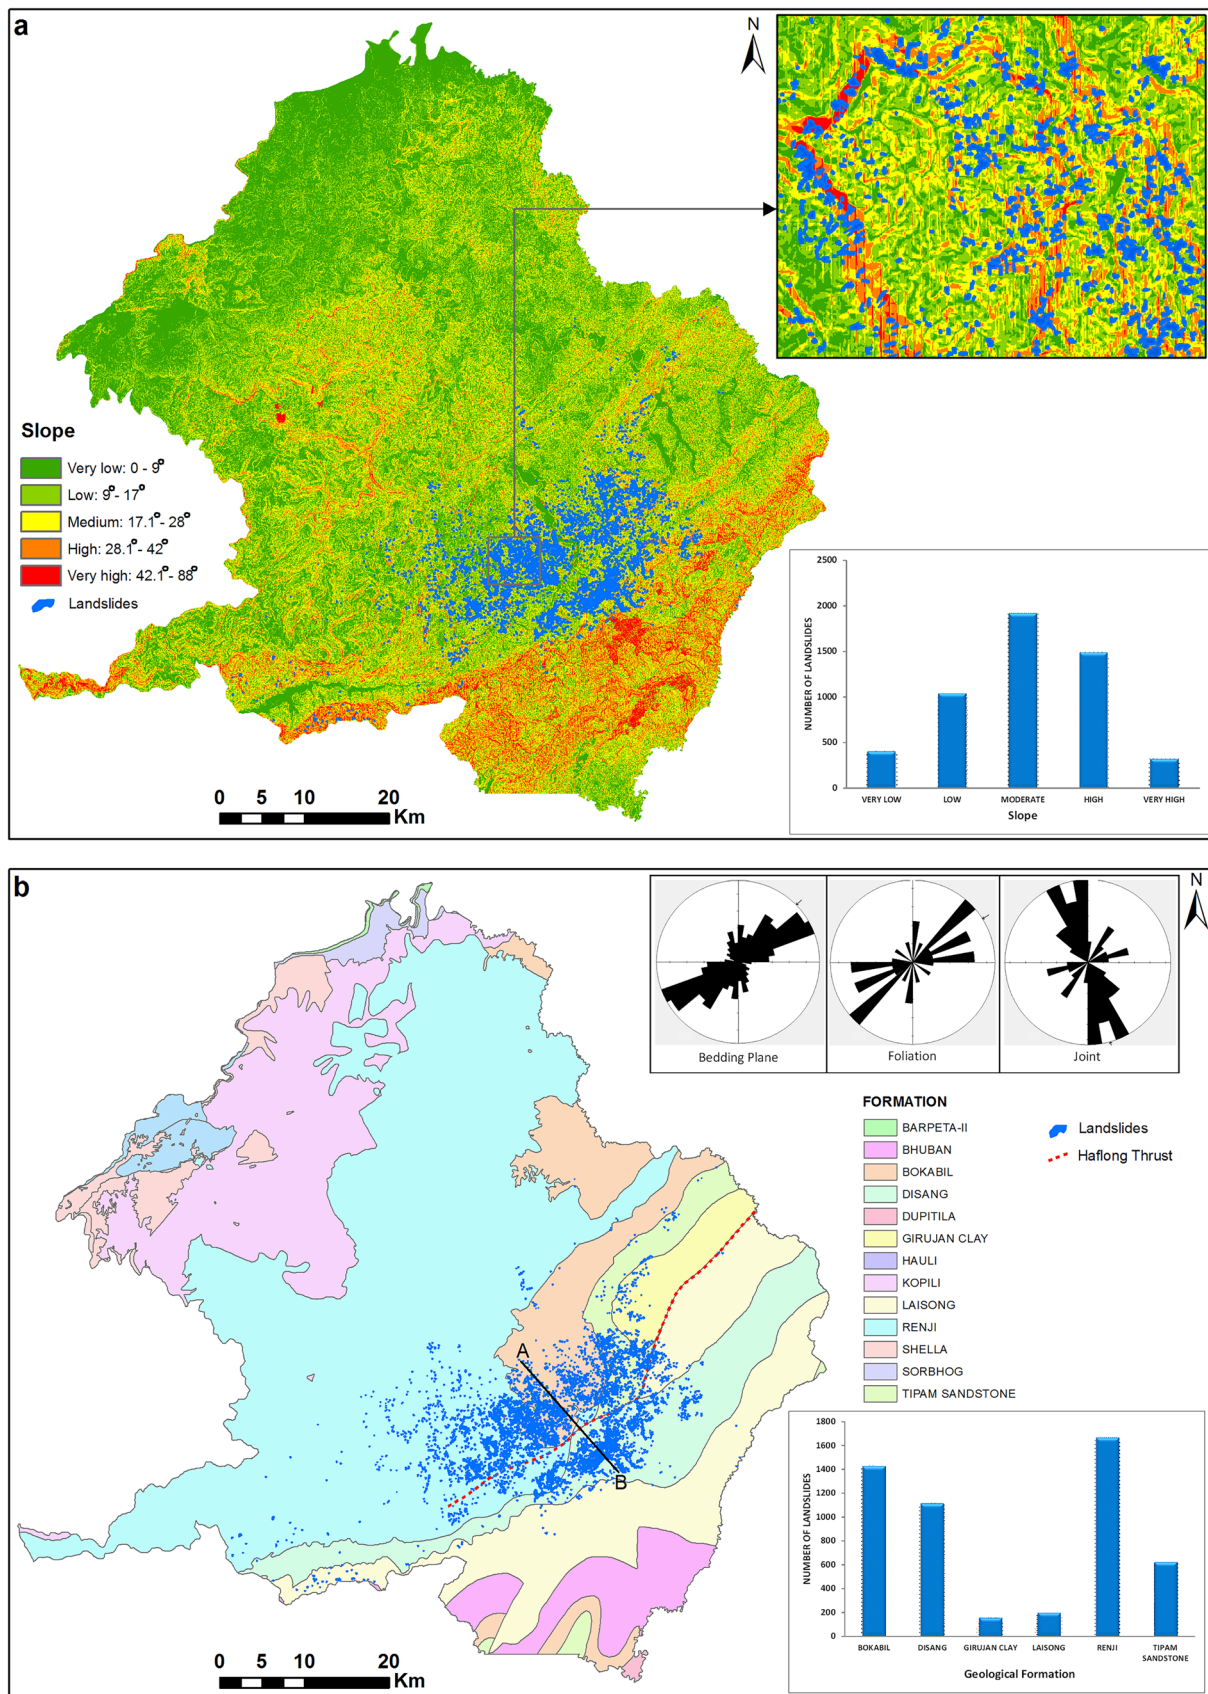 a
N
Slope
Very low: 0 - 9°
Low: 9°- 17°
Medium: 17.1°- 28°
High: 28.1°- 42°
Very high: 42.1°- 88°
Landslides
0 5 10 20
Km
NUMBER OF LANDSLIDES
2500
2000
1500
1000
500
0
VERY LOW LOW MODERATE HIGH VERY HIGH
Slope
b
N
Bedding Plane Foliation Joint
FORMATION
BARPETA-II
BHUBAN
BOKABIL
DISANG
DUPITILA
GIRUJAN CLAY
HAULI
KOPILI
LAISONG
RENJI
SHELLA
SORBHOG
TIPAM SANDSTONE
Landslides
Haflong Thrust
A
B
0 5 10 20
Km
NUMBER OF LANDSLIDES
1800
1600
1400
1200
1000
800
600
400
200
0
BOKABIL DISANG GIRUJAN CLAY LAISONG RENJI TIPAM
SANDSTONE
Geological Formation